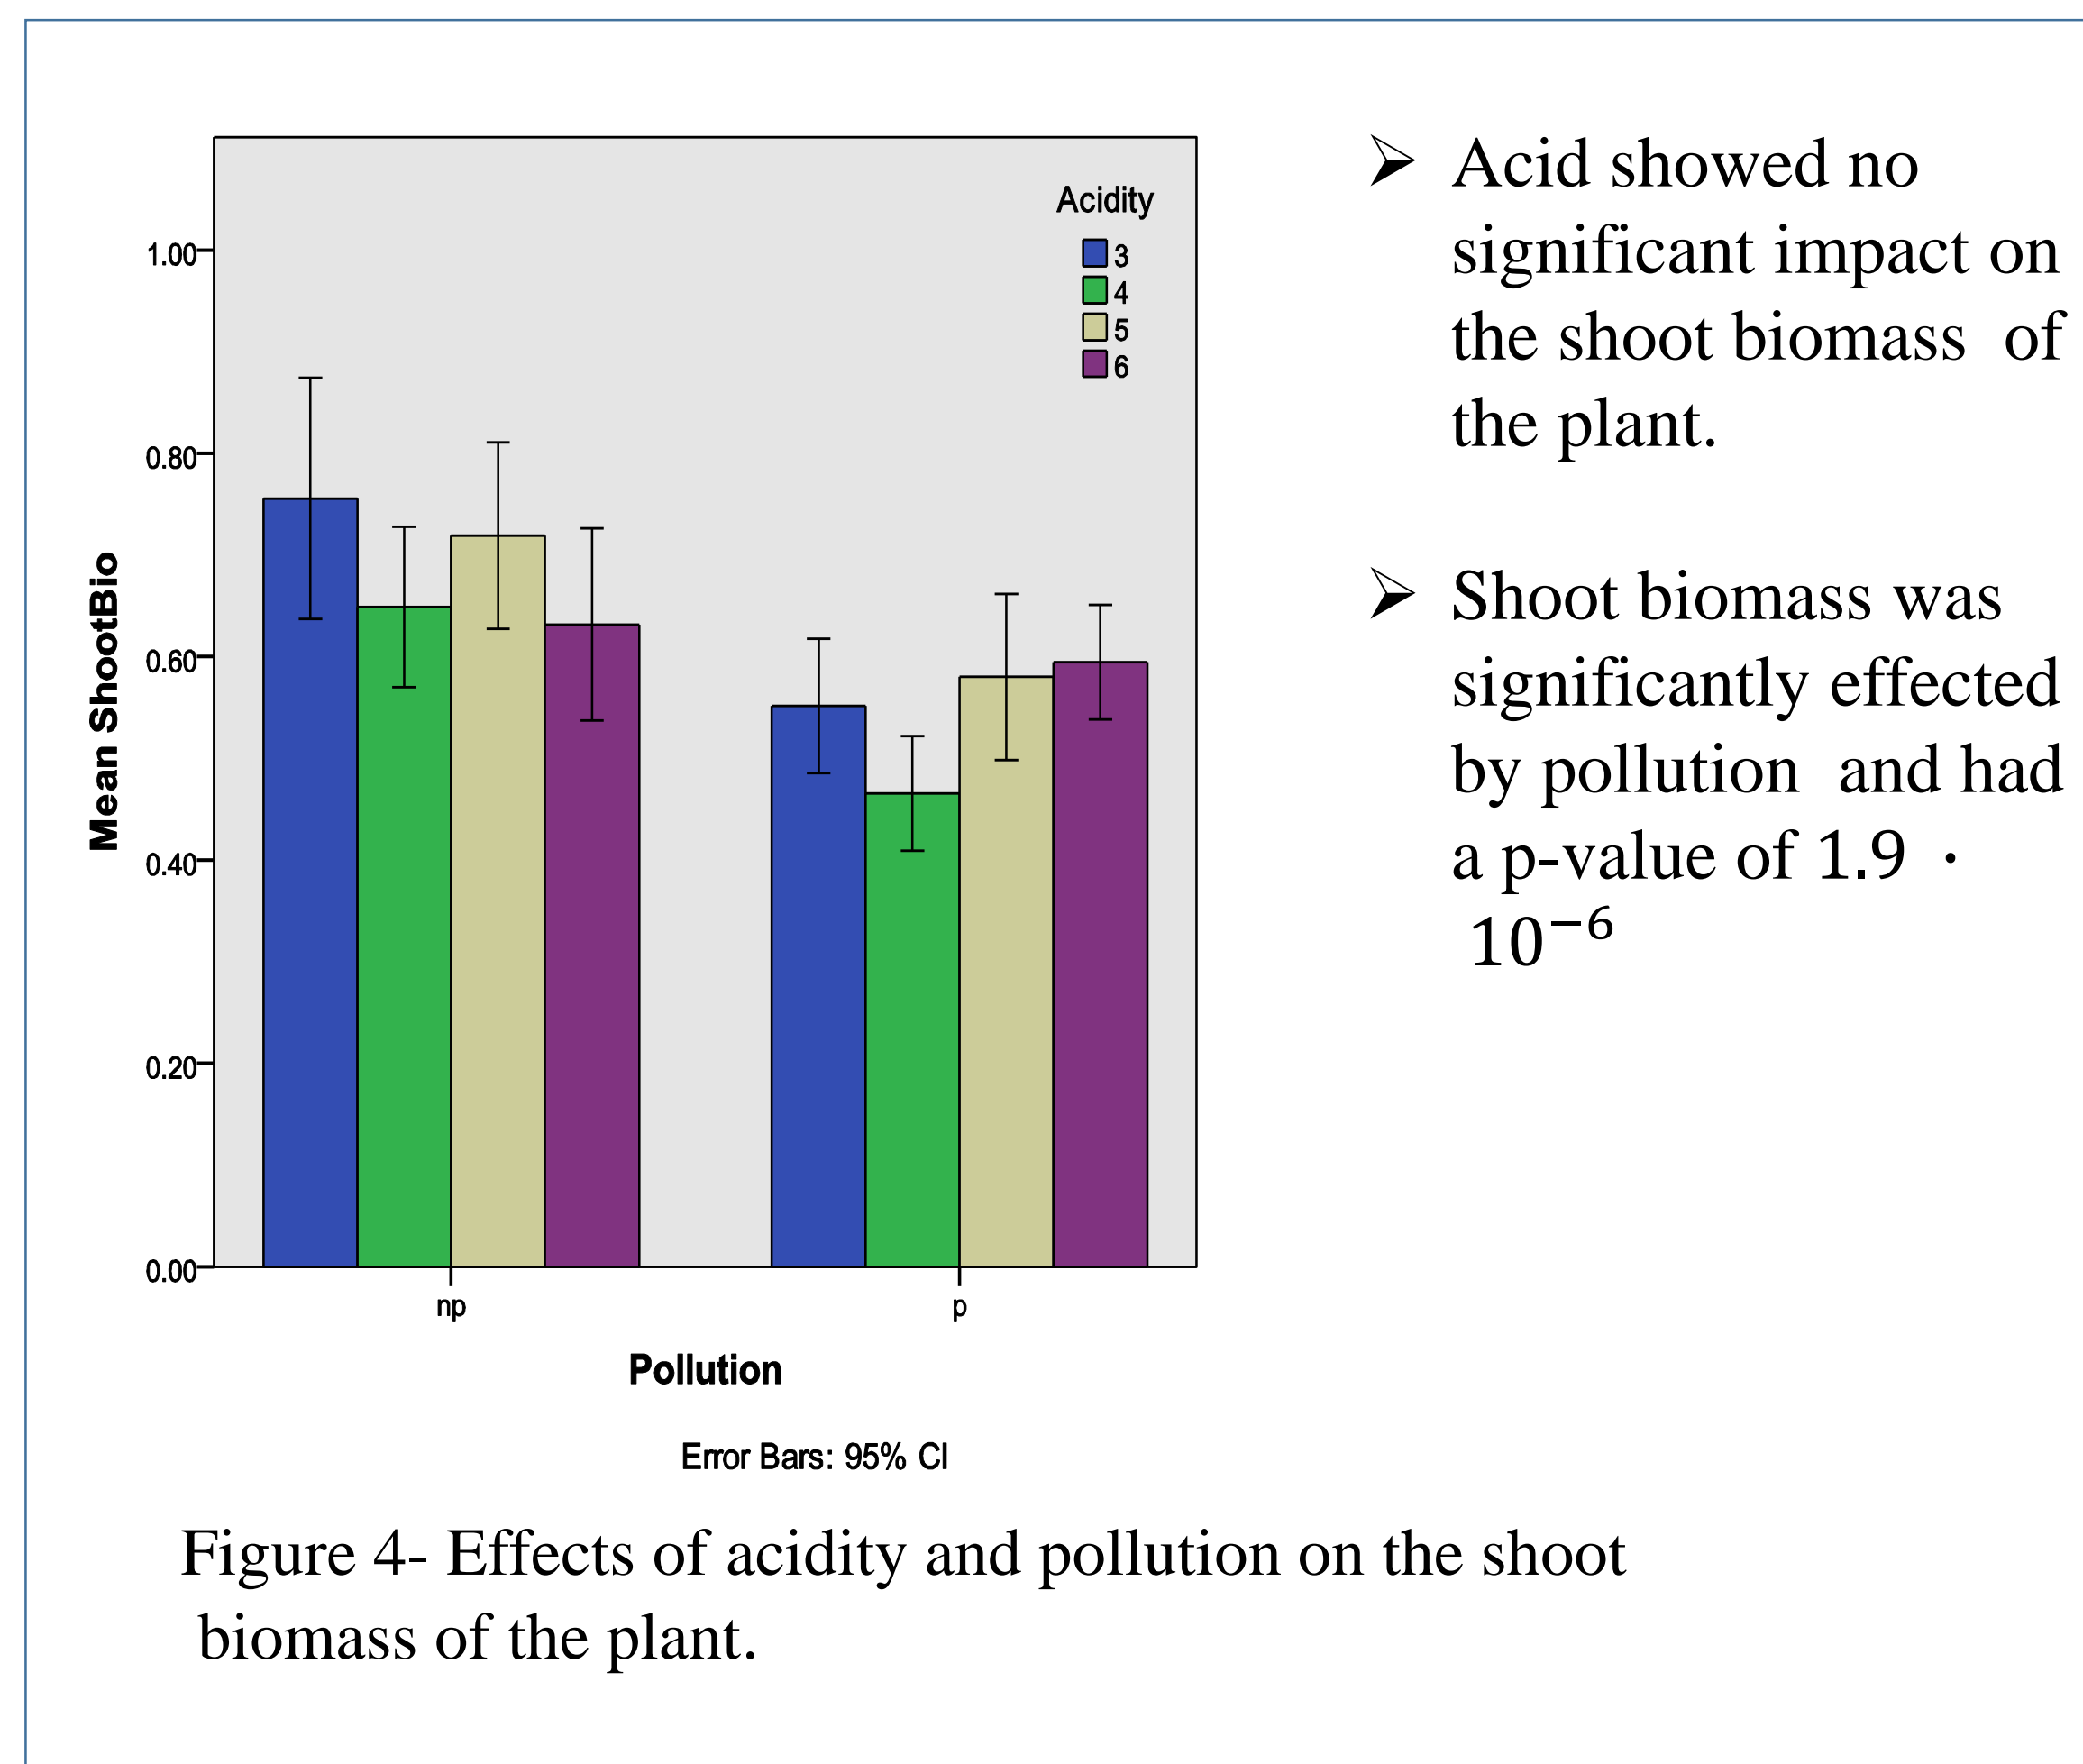 Acidity
3
4
5
6
1.00
0.80
0.60
0.40
0.20
0.00
Mean ShootBio
np
p
Pollution
Error Bars: 95% CI
Figure 4- Effects of acidity and pollution on the shoot
biomass of the plant.
➢ Acid showed no
significant impact on
the shoot biomass of
the plant.
➢ Shoot biomass was
significantly effected
by pollution and had
a p-value of 1.9 ·
10⁻⁶